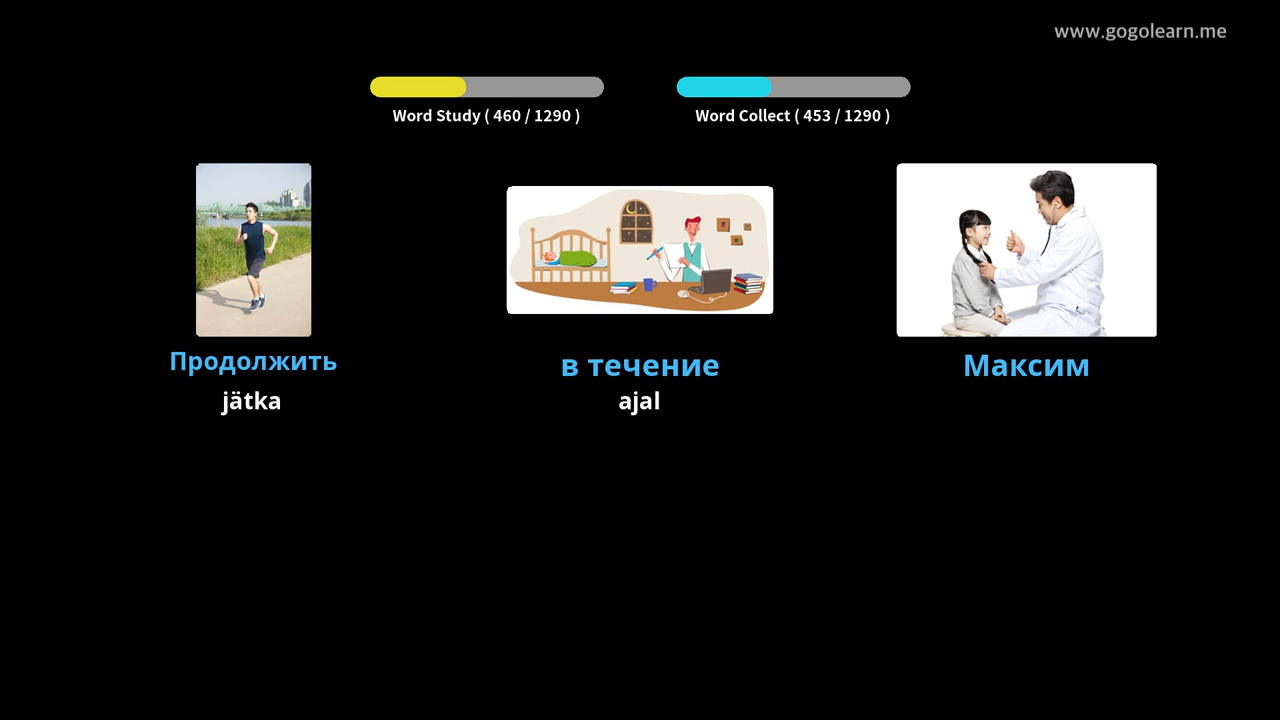 www.gogolearn.me
Word Study ( 460 / 1290 )
Word Collect ( 453 / 1290 )
Продолжить
jätka
в течение
ajal
Максим